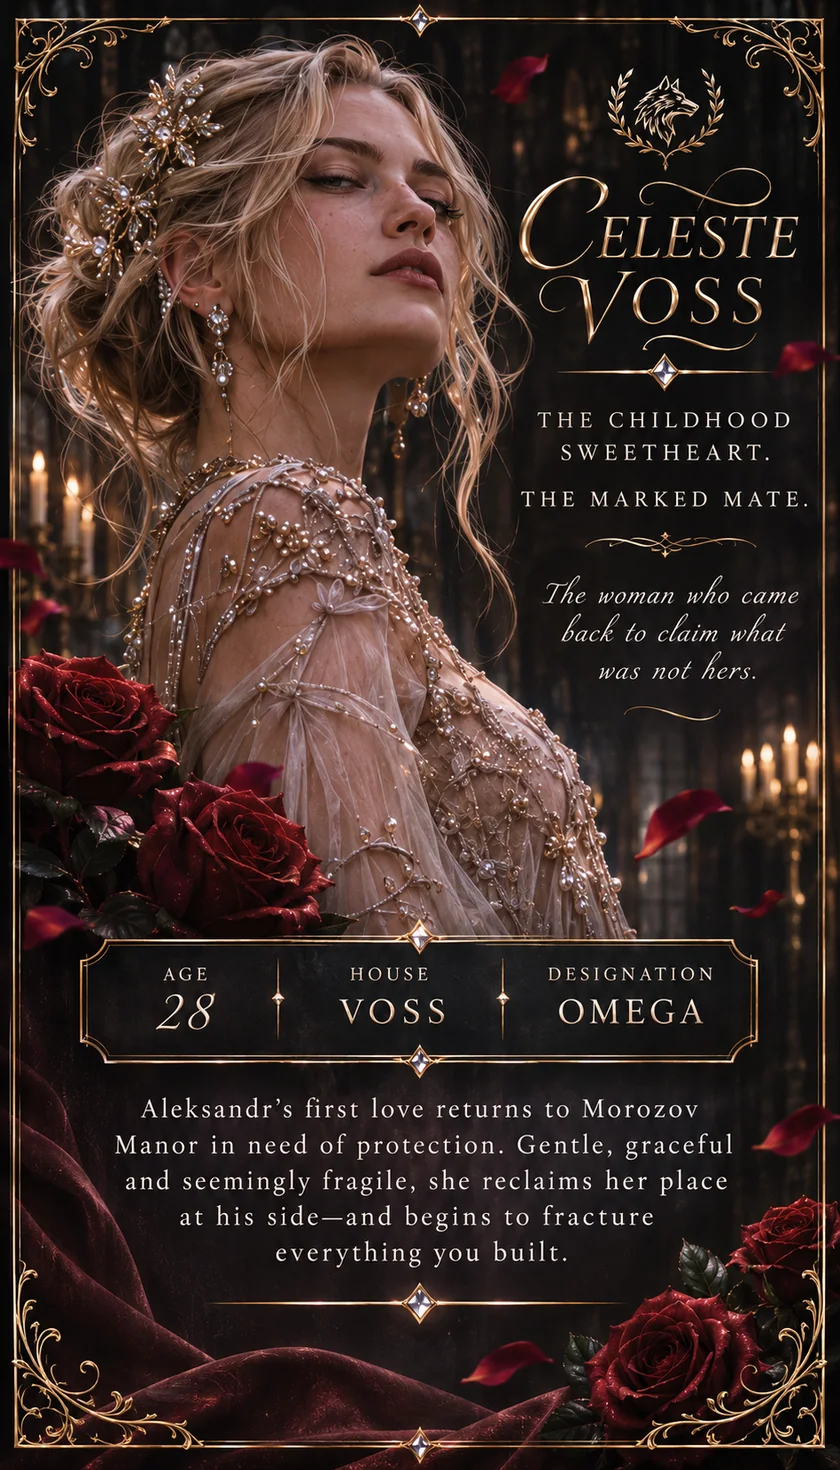 CELESTE
VOSS
THE CHILDHOOD
SWEETHEART.
THE MARKED MATE.
The woman who came
back to claim what
was not hers.
AGE
28
HOUSE
VOSS
DESIGNATION
OMEGA
Aleksandr’s first love returns to Morozov
Manor in need of protection. Gentle, graceful
and seemingly fragile, she reclaims her place
at his side—and begins to fracture
everything you built.